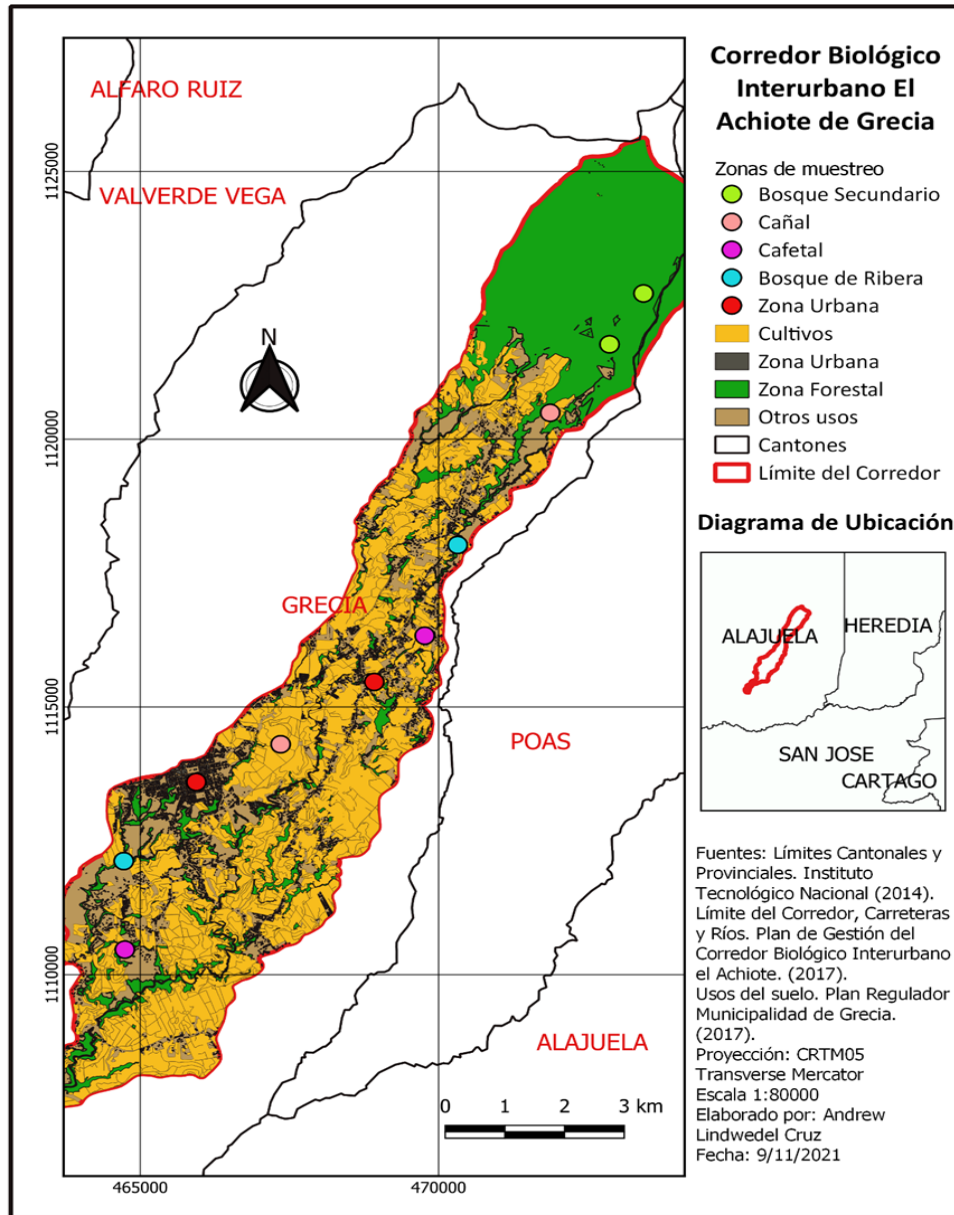 Corredor Biológico
Interurbano El
Achiote de Grecia
Zonas de muestreo
Bosque Secundario
Cañal
Cafetal
Bosque de Ribera
Zona Urbana
Cultivos
Zona Urbana
Zona Forestal
Otros usos
Cantones
Límite del Corredor
Diagrama de Ubicación
ALAJUELA
HEREDIA
SAN JOSE
CARTAGO
Fuentes: Límites Cantonales y
Provinciales. Instituto
Tecnológico Nacional (2014).
Límite del Corredor, Carreteras
y Ríos. Plan de Gestión del
Corredor Biológico Interurbano
el Achiote. (2017).
Usos del suelo. Plan Regulador
Municipalidad de Grecia.
(2017).
Proyección: CRTM05
Transverse Mercator
Escala 1:80000
Elaborado por: Andrew
Lindwedel Cruz
Fecha: 9/11/2021
ALFARO RUIZ
VALVERDE VEGA
N
GRECIA
POAS
ALAJUELA
0 1 2 3 km
1125000
1120000
1115000
1110000
465000
470000